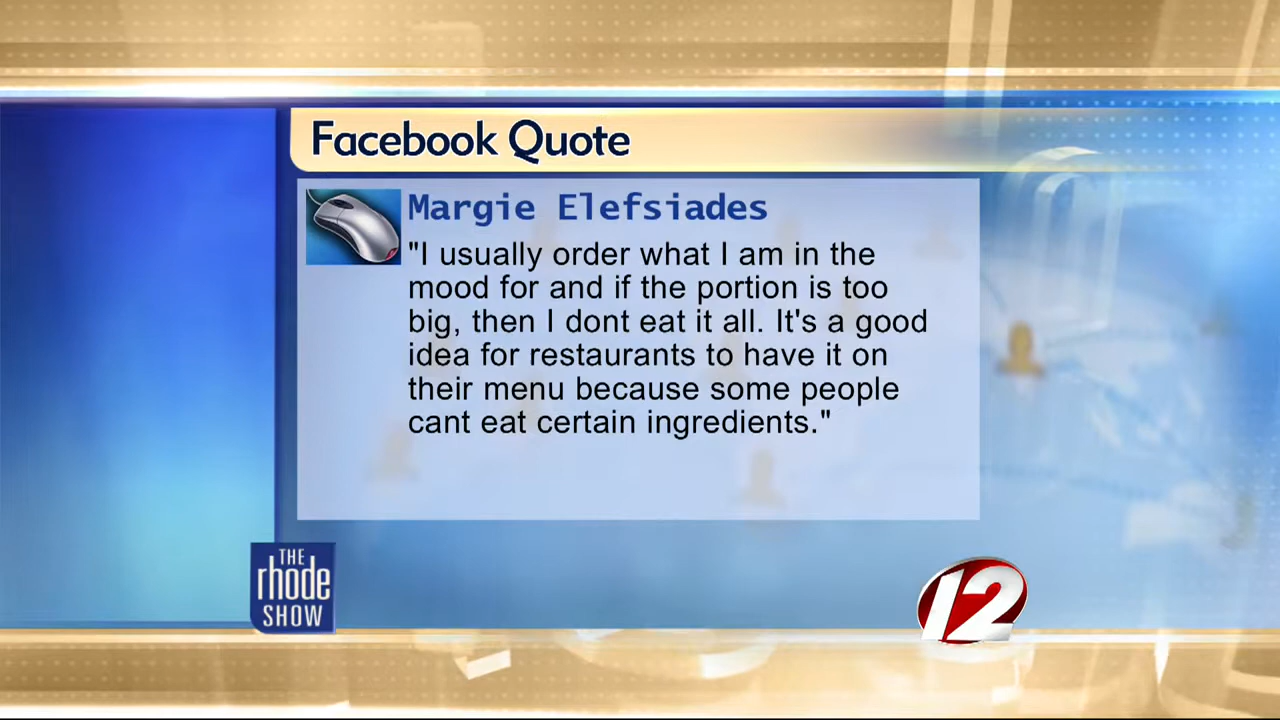 Facebook Quote
Margie Elefsiades
"I usually order what I am in the
mood for and if the portion is too
big, then I dont eat it all. It's a good
idea for restaurants to have it on
their menu because some people
cant eat certain ingredients."
THE
rhode
SHOW
12